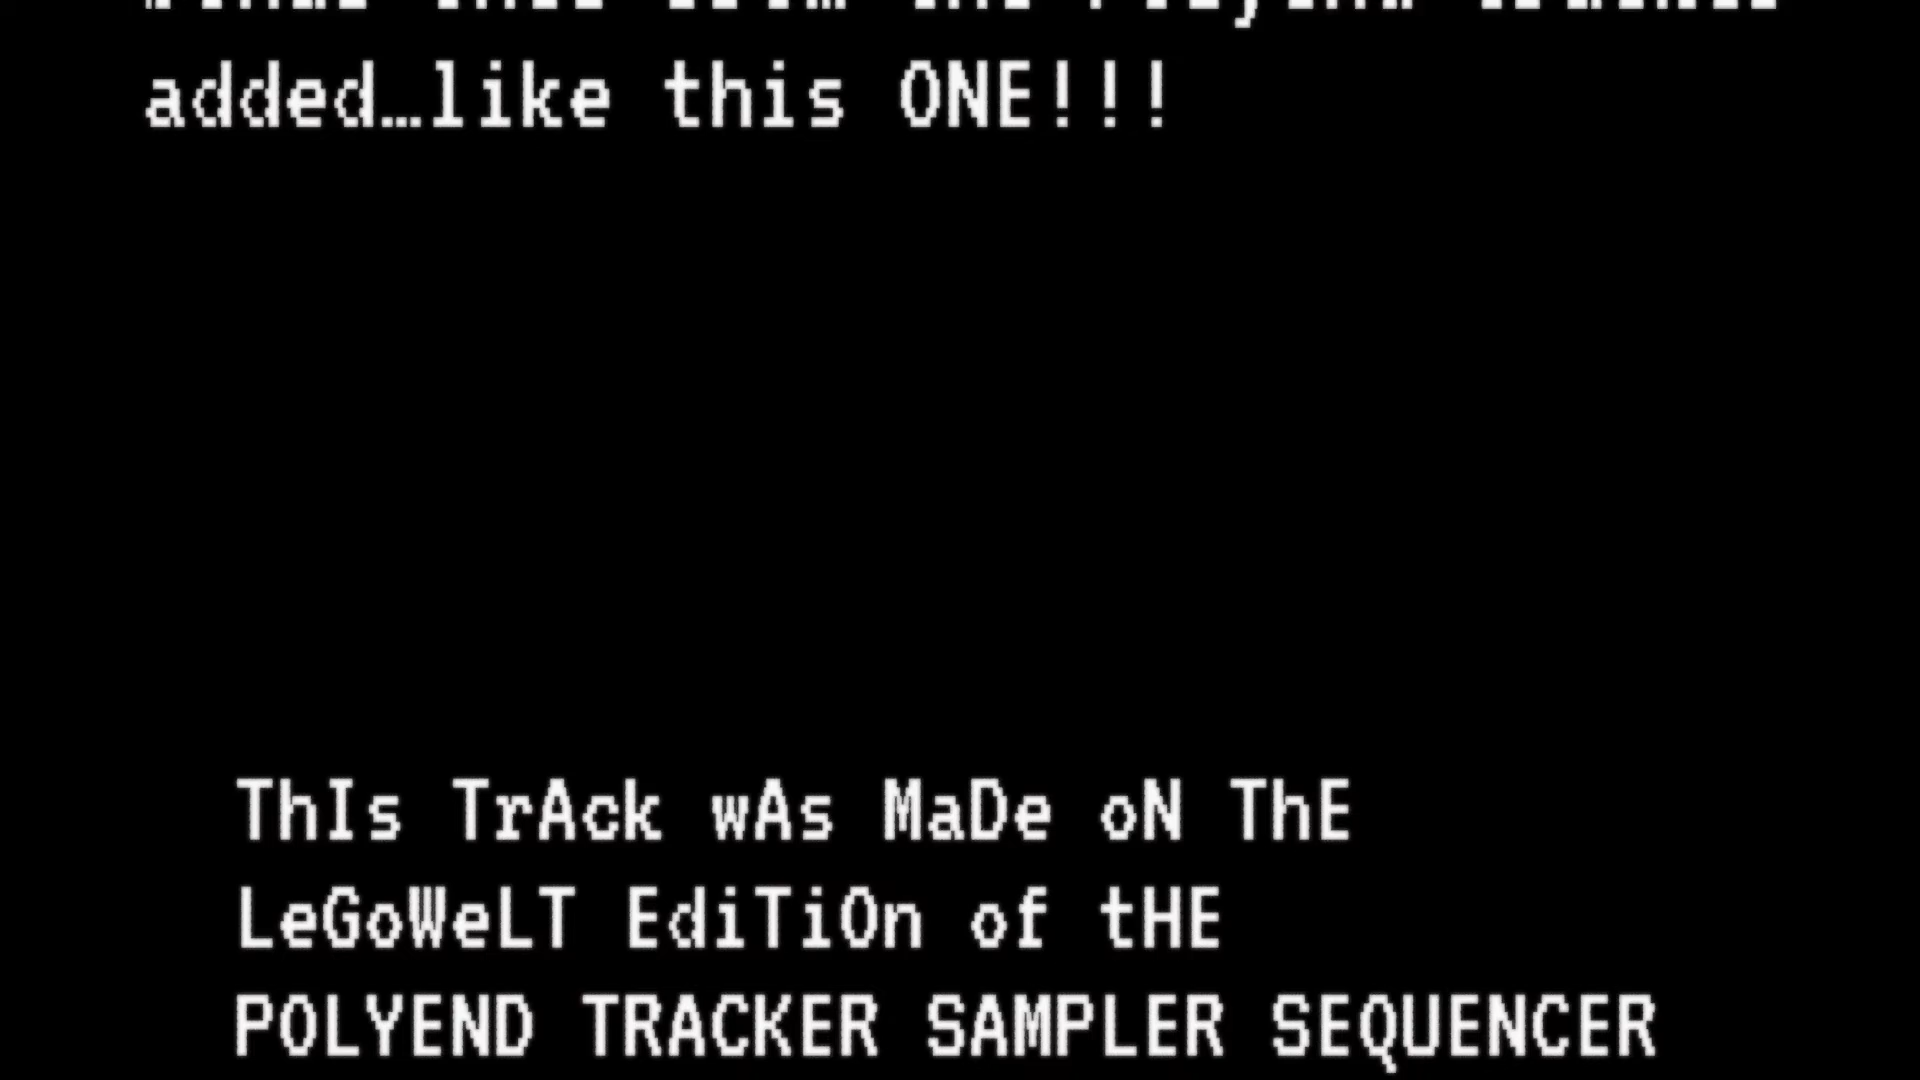 added…like this ONE!!!
ThIs TrAck wAs MaDe oN ThE
LeGoWeLT EdiTiOn of tHE
POLYEND TRACKER SAMPLER SEQUENCER